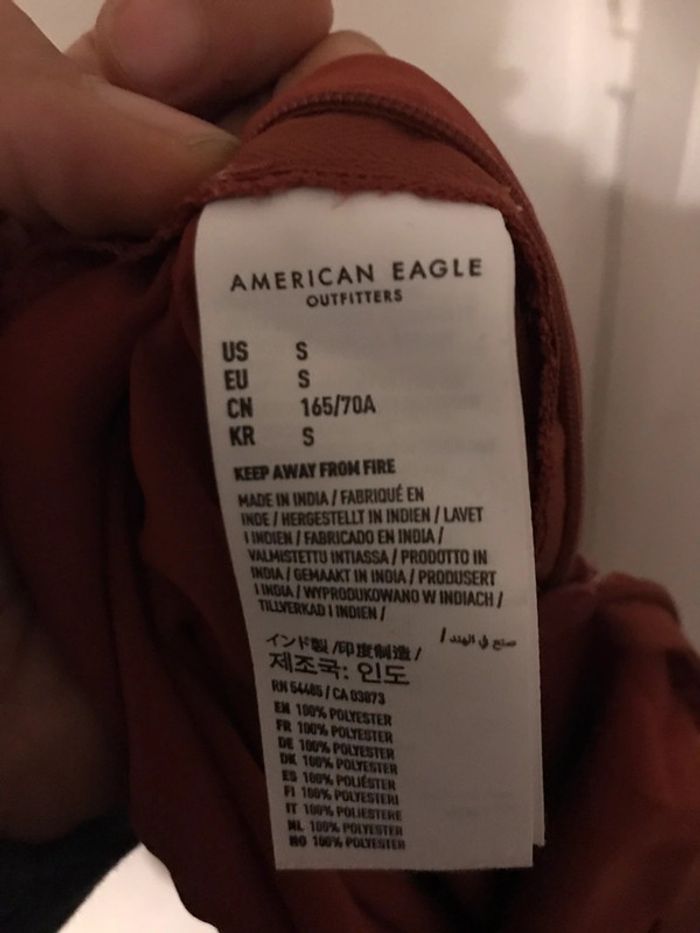 AMERICAN EAGLE
OUTFITTERS
US S
EU S
CN 165/70A
KR S
KEEP AWAY FROM FIRE
MADE IN INDIA / FABRIQUÉ EN
INDE / HERGESTELLT IN INDIEN / LAVET
I INDIEN / FABRICADO EN INDIA /
VALMISTETTU INTIASSA / PRODOTTO IN
INDIA / GEMAAKT IN INDIA / PRODUSERT
I INDIA / WYPRODUKOWANO W INDIACH /
TILLVERKAD I INDIEN /
صنع في الهند /
インド製 /印度制造 /
제조국: 인도
RN 54485 / CA 03873
EN 100% POLYESTER
FR 100% POLYESTER
DE 100% POLYESTER
DK 100% POLYESTER
ES 100% POLIÉSTER
FI 100% POLYESTERI
IT 100% POLIESTERE
NL 100% POLYESTER
NO 100% POLYESTER